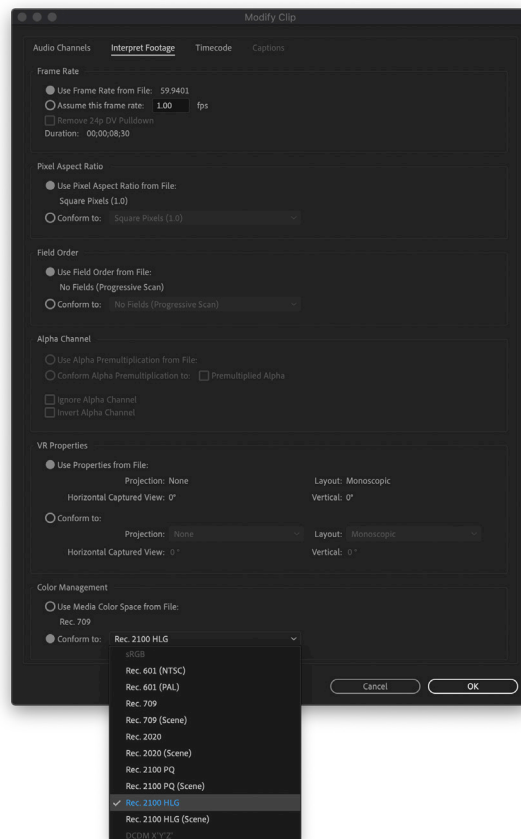 Modify Clip
Audio Channels Interpret Footage Timecode Captions
Frame Rate
Use Frame Rate from File: 59.9401
Assume this frame rate: 1.00 fps
Remove 24p DV Pulldown
Duration: 00;00;08;30
Pixel Aspect Ratio
Use Pixel Aspect Ratio from File:
Square Pixels (1.0)
Conform to: Square Pixels (1.0)
Field Order
Use Field Order from File:
No Fields (Progressive Scan)
Conform to: No Fields (Progressive Scan)
Alpha Channel
Use Alpha Premultiplication from File:
Conform Alpha Premultiplication to: Premultiplied Alpha
Ignore Alpha Channel
Invert Alpha Channel
VR Properties
Use Properties from File:
Projection: None Layout: Monoscopic
Horizontal Captured View: 0° Vertical: 0°
Conform to:
Projection: None Layout: Monoscopic
Horizontal Captured View: 0° Vertical: 0°
Color Management
Use Media Color Space from File:
Rec. 709
Conform to: Rec. 2100 HLG
sRGB
Rec. 601 (NTSC)
Rec. 601 (PAL)
Cancel OK
Rec. 709
Rec. 709 (Scene)
Rec. 2020
Rec. 2020 (Scene)
Rec. 2100 PQ
Rec. 2100 PQ (Scene)
Rec. 2100 HLG
Rec. 2100 HLG (Scene)
DCDM X'Y'Z'